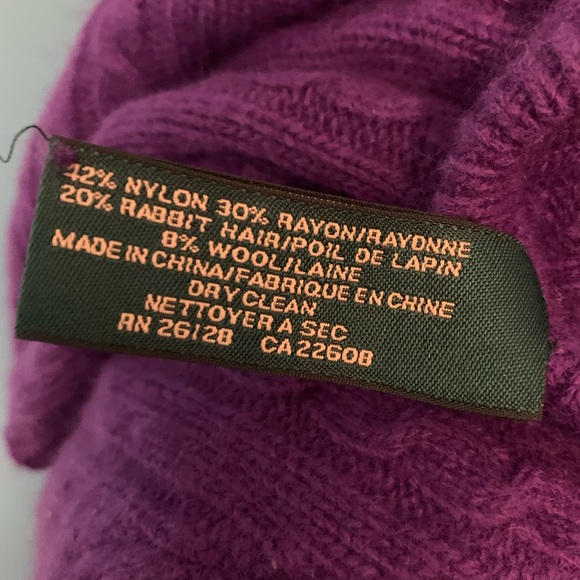 42% NYLON 30% RAYON/RAYONNE
20% RABBIT HAIR/POIL DE LAPIN
8% WOOL/LAINE
MADE IN CHINA/FABRIQUE EN CHINE
DRY CLEAN
NETTOYER A SEC
RN 26128 CA22608